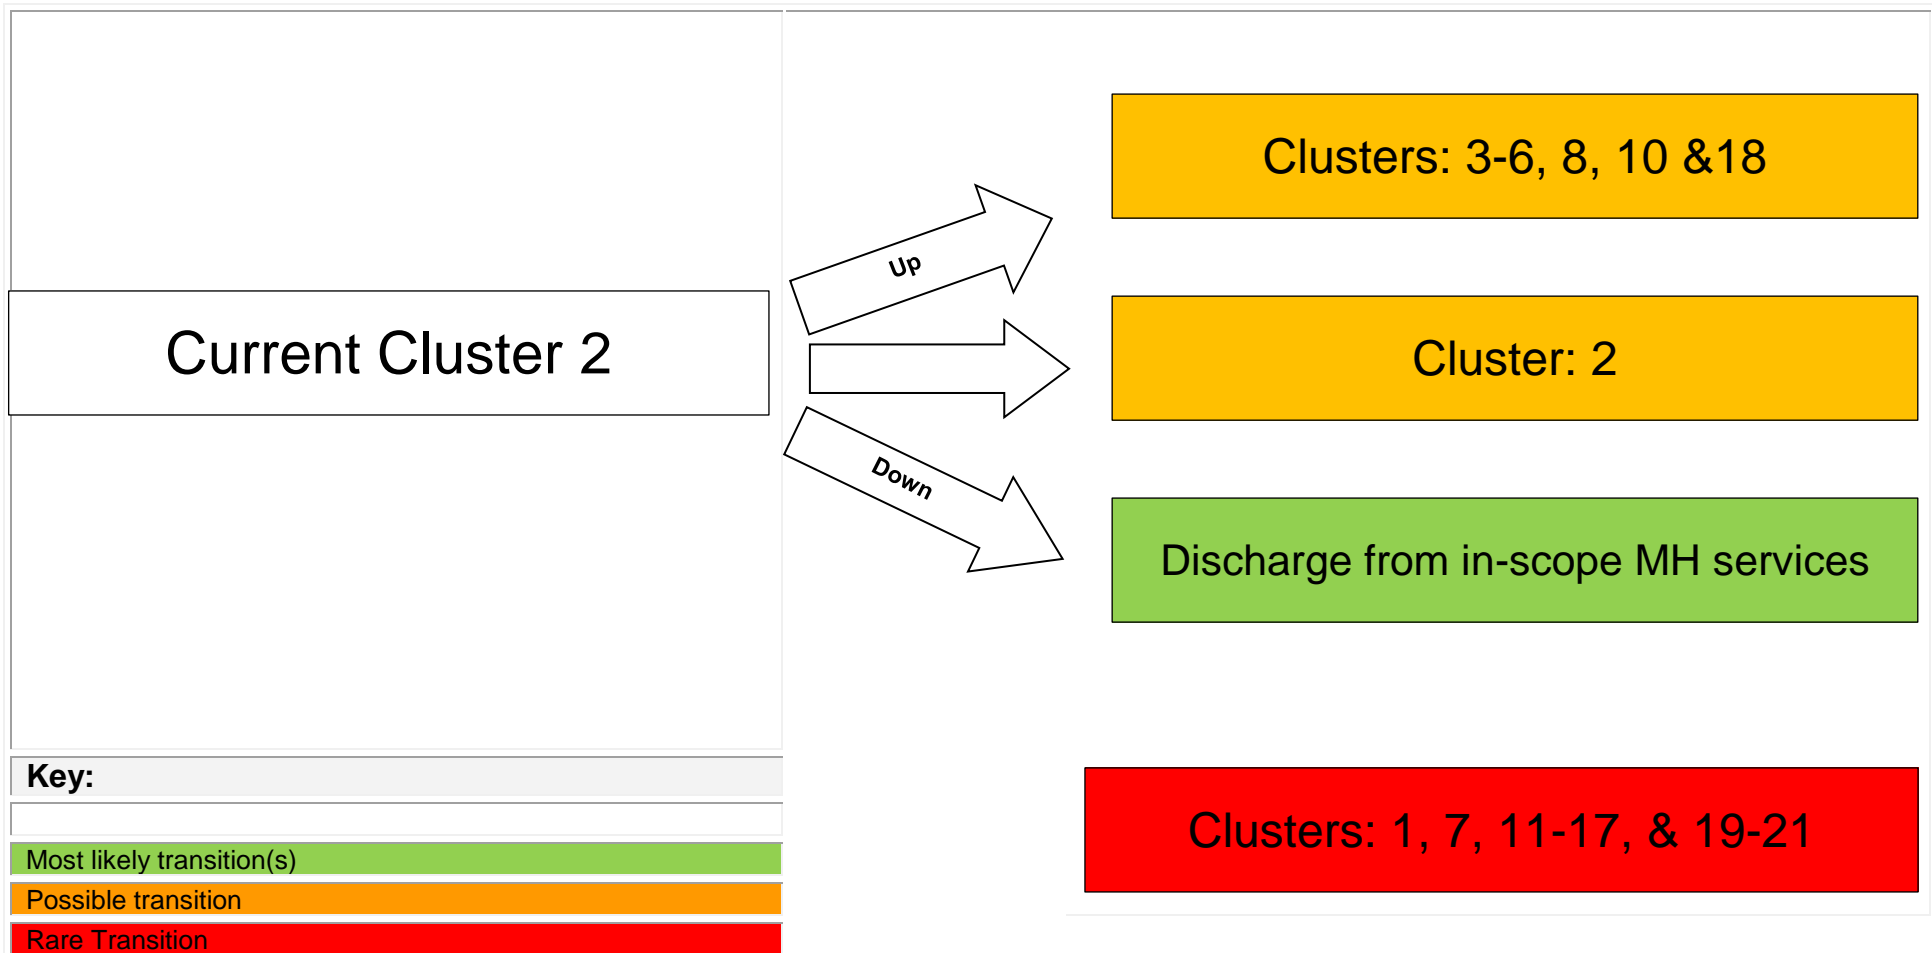 Clusters: 3-6, 8, 10 &18
Up
Current Cluster 2
Cluster: 2
Down
Discharge from in-scope MH services
Key:
Clusters: 1, 7, 11-17, & 19-21
Most likely transition(s)
Possible transition
Rare Transition